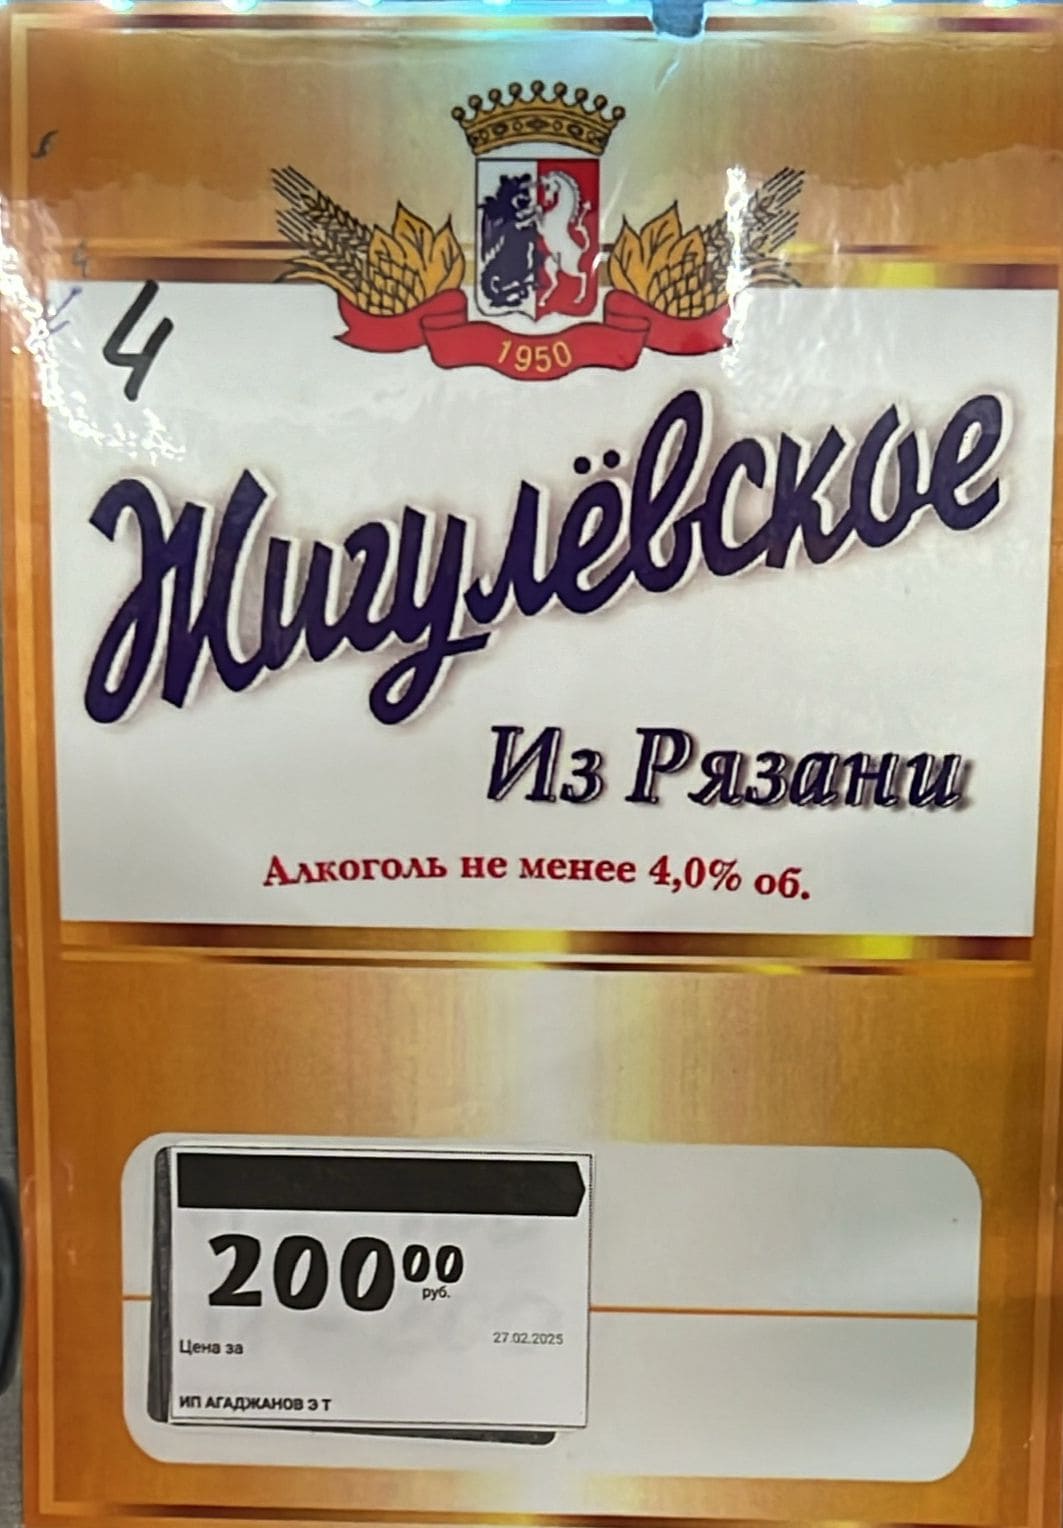 1950
4
Жигулёвское
Из Рязани
Алкоголь не менее 4,0% об.
200 00
руб.
27.02.2025
Цена за
ИП АГАДЖАНОВ Э Т